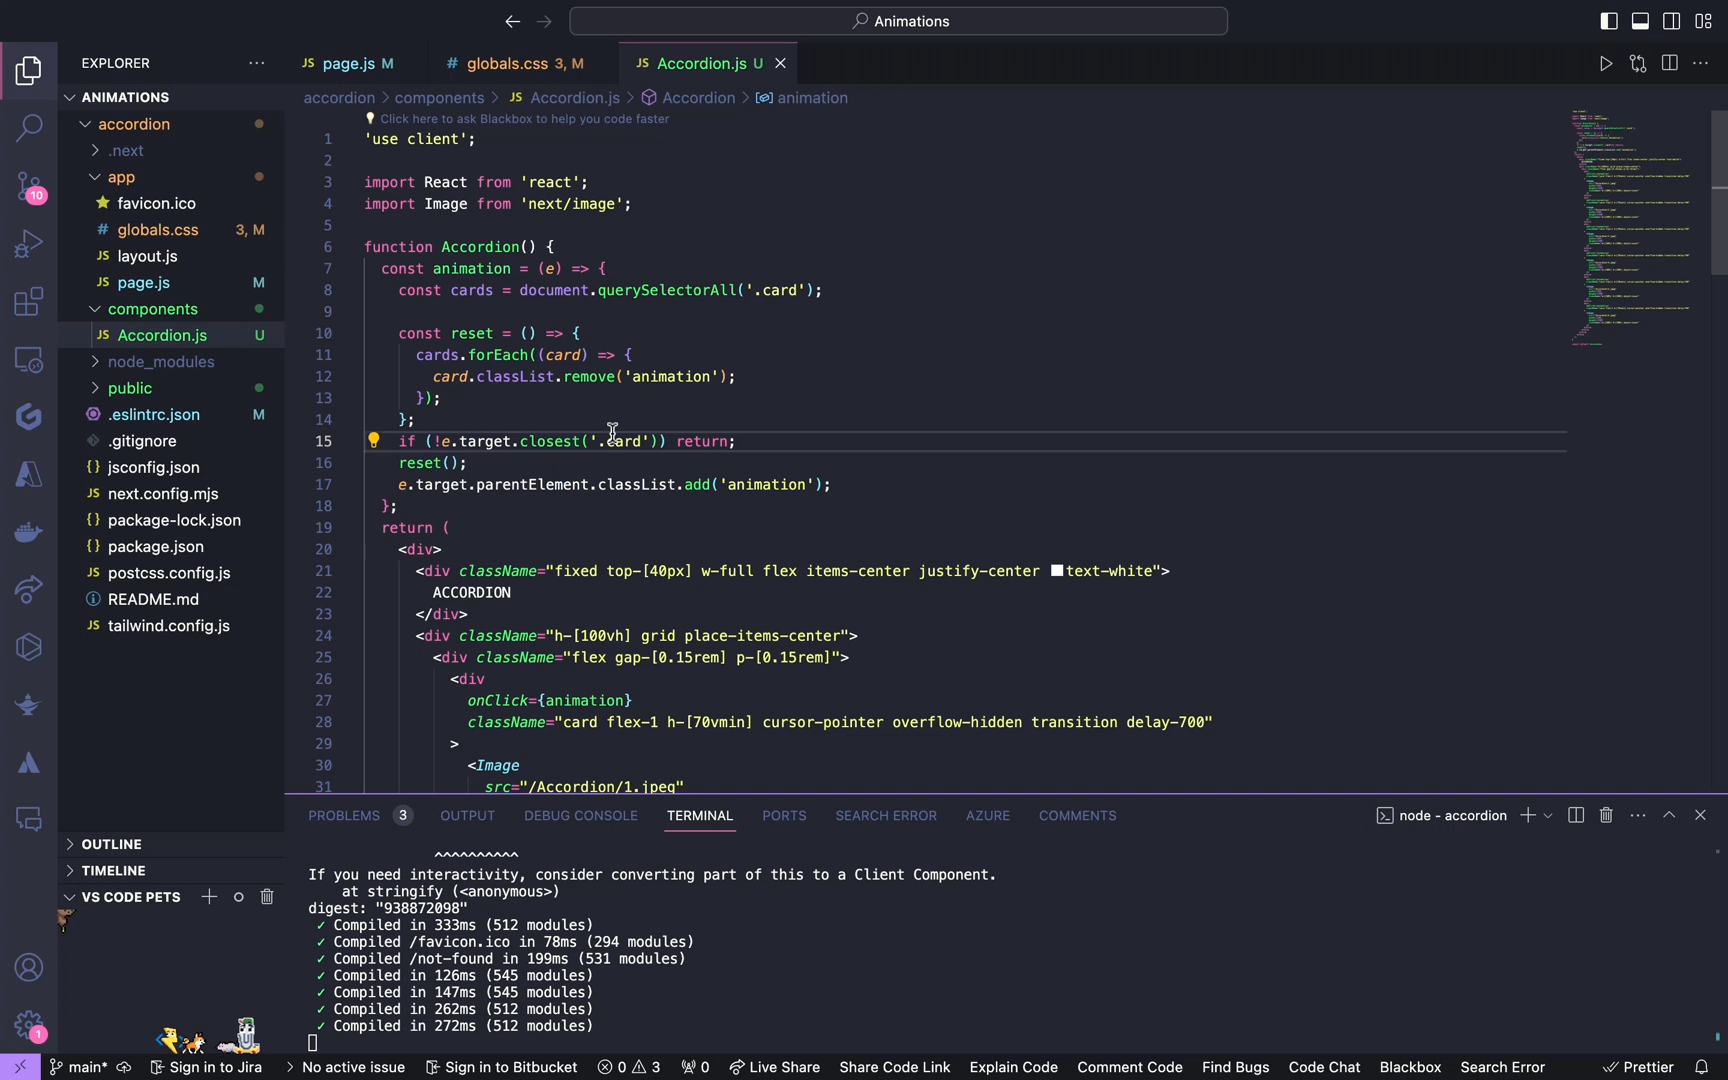 Animations
EXPLORER
ANIMATIONS
accordion
.next
app
favicon.ico
globals.css 3, M
layout.js
page.js M
components
Accordion.js U
node_modules
public
.eslintrc.json M
.gitignore
jsconfig.json
next.config.mjs
package-lock.json
package.json
postcss.config.js
README.md
tailwind.config.js
OUTLINE
TIMELINE
VS CODE PETS
10
1
JS page.js M
# globals.css 3, M
JS Accordion.js U
accordion > components > JS Accordion.js > Accordion > animation
Click here to ask Blackbox to help you code faster
1 'use client';
2
3 import React from 'react';
4 import Image from 'next/image';
5
6 function Accordion() {
7 const animation = (e) => {
8 const cards = document.querySelectorAll('.card');
9
10 const reset = () => {
11 cards.forEach((card) => {
12 card.classList.remove('animation');
13 });
14 };
15 if (!e.target.closest('.card')) return;
16 reset();
17 e.target.parentElement.classList.add('animation');
18 };
19 return (
20 <div>
21 <div className="fixed top-[40px] w-full flex items-center justify-center text-white">
22 ACCORDION
23 </div>
24 <div className="h-[100vh] grid place-items-center">
25 <div className="flex gap-[0.15rem] p-[0.15rem]">
26 <div
27 onClick={animation}
28 className="card flex-1 h-[70vmin] cursor-pointer overflow-hidden transition delay-700"
29 >
30 <Image
31 src="/Accordion/1.jpeg"
PROBLEMS 3 OUTPUT DEBUG CONSOLE TERMINAL PORTS SEARCH ERROR AZURE COMMENTS
node - accordion
^^^^^^^^^^
If you need interactivity, consider converting part of this to a Client Component.
at stringify (<anonymous>)
digest: "938872098"
✓ Compiled in 333ms (512 modules)
✓ Compiled /favicon.ico in 78ms (294 modules)
✓ Compiled /not-found in 199ms (531 modules)
✓ Compiled in 126ms (545 modules)
✓ Compiled in 147ms (545 modules)
✓ Compiled in 262ms (512 modules)
✓ Compiled in 272ms (512 modules)
main* Sign in to Jira No active issue Sign in to Bitbucket 0 3 0 Live Share Share Code Link Explain Code Comment Code Find Bugs Code Chat Blackbox Search Error Prettier